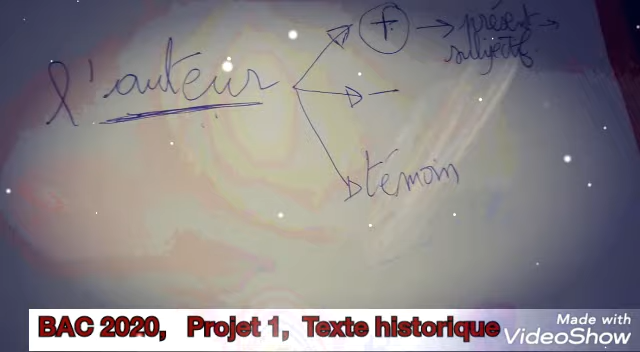 l'auteur
+ → présent →
subjectif
—
témoin
BAC 2020, Projet 1, Texte historique
Made with
VideoShow